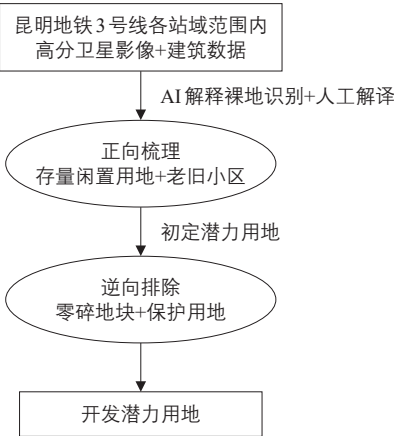 昆明地铁3号线各站域范围内
高分卫星影像+建筑数据
AI解释裸地识别+人工解译
正向梳理
存量闲置用地+老旧小区
初定潜力用地
逆向排除
零碎地块+保护用地
开发潜力用地